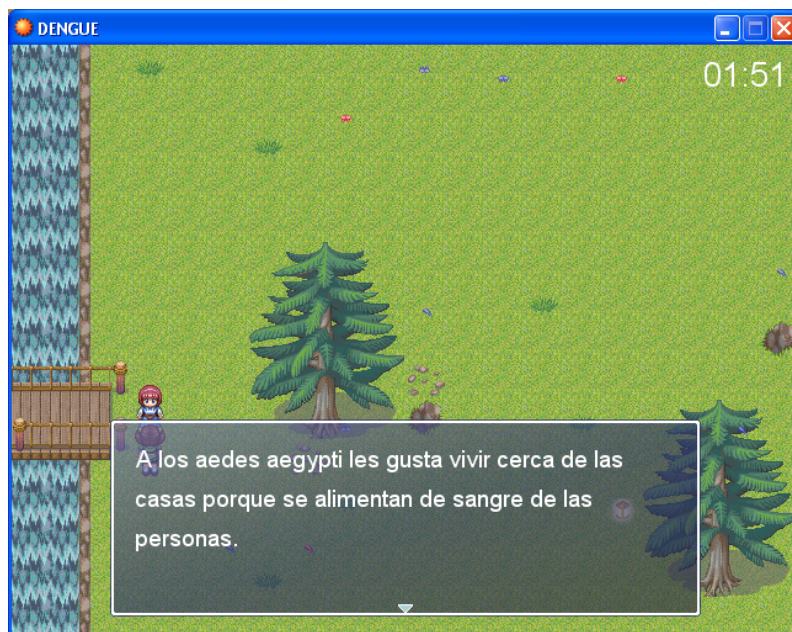 DENGUE
01:51
A los aedes aegypti les gusta vivir cerca de las
casas porque se alimentan de sangre de las
personas.